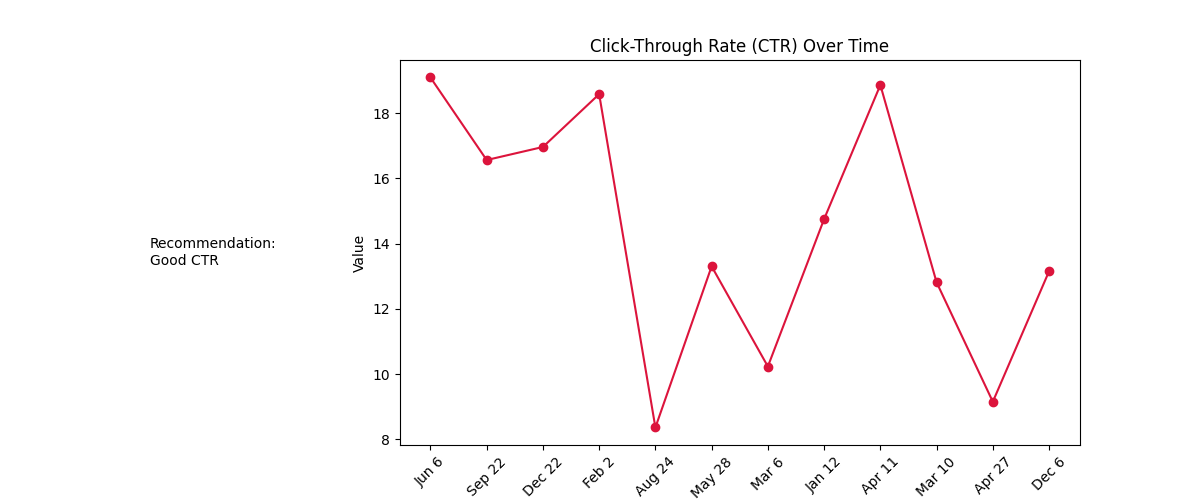 Click-Through Rate (CTR) Over Time
Recommendation:
Good CTR
Value
18
16
14
12
10
8
Jun 6
Sep 22
Dec 22
Feb 2
Aug 24
May 28
Mar 6
Jan 12
Apr 11
Mar 10
Apr 27
Dec 6